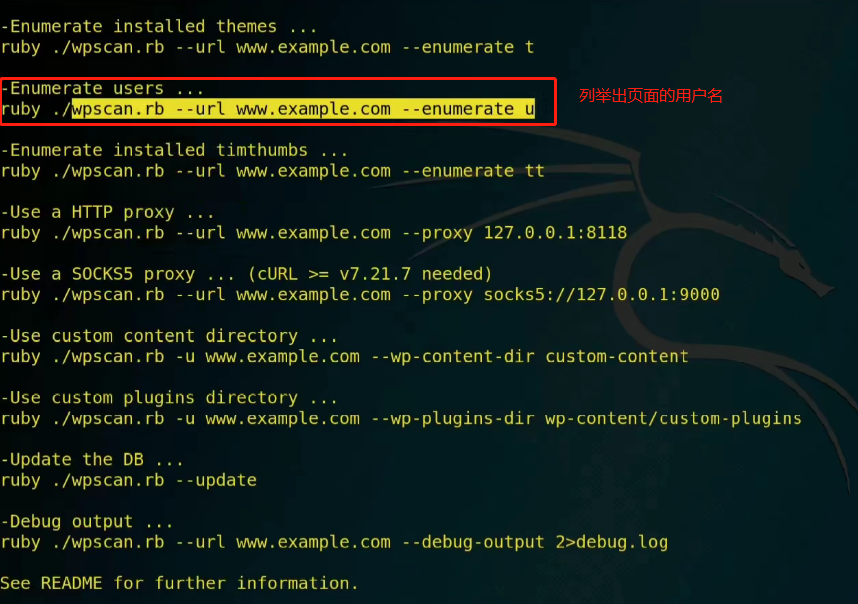 -Enumerate installed themes ...
ruby ./wpscan.rb --url www.example.com --enumerate t
-Enumerate users ...
ruby ./wpscan.rb --url www.example.com --enumerate u
列举出页面的用户名
-Enumerate installed timthumbs ...
ruby ./wpscan.rb --url www.example.com --enumerate tt
-Use a HTTP proxy ...
ruby ./wpscan.rb --url www.example.com --proxy 127.0.0.1:8118
-Use a SOCKS5 proxy ... (cURL >= v7.21.7 needed)
ruby ./wpscan.rb --url www.example.com --proxy socks5://127.0.0.1:9000
-Use custom content directory ...
ruby ./wpscan.rb -u www.example.com --wp-content-dir custom-content
-Use custom plugins directory ...
ruby ./wpscan.rb -u www.example.com --wp-plugins-dir wp-content/custom-plugins
-Update the DB ...
ruby ./wpscan.rb --update
-Debug output ...
ruby ./wpscan.rb --url www.example.com --debug-output 2>debug.log
See README for further information.